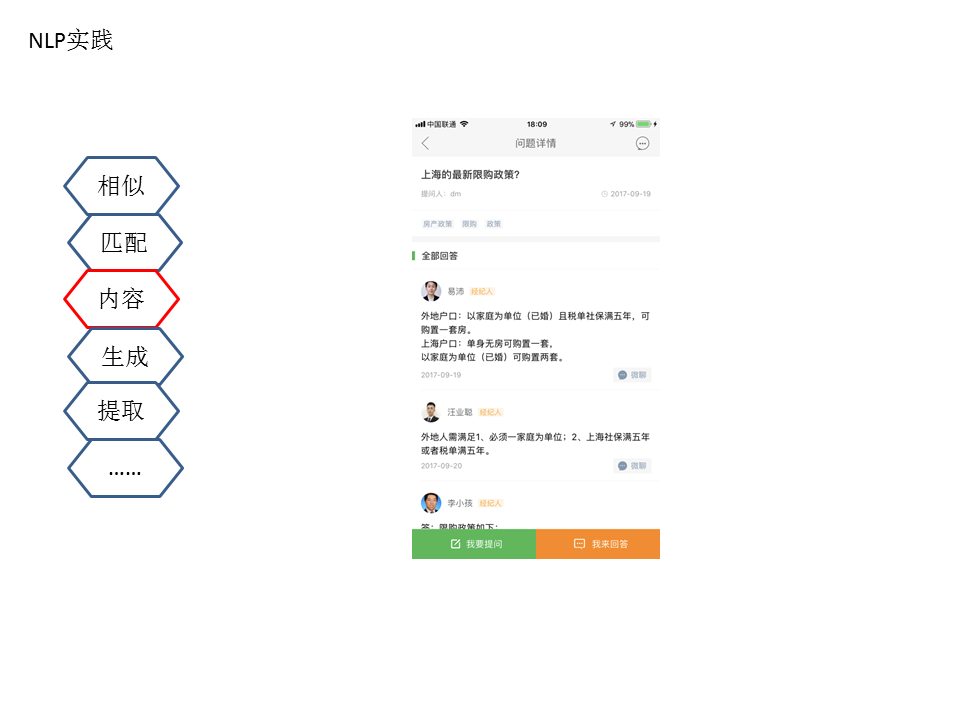 NLP实践
相似
匹配
内容
生成
提取
……
中国联通 18:09 99%
问题详情
上海的最新限购政策?
提问人: dm 2017-09-19
房产政策 限购 政策
全部回答
易沛 经纪人
外地户口: 以家庭为单位（已婚）且税单社保满五年，可
购置一套房。
上海户口: 单身无房可购置一套，
以家庭为单位（已婚）可购置两套。
2017-09-19 微聊
汪业聪 经纪人
外地人需满足1、必须一家庭为单位；2、上海社保满五年
或者税单满五年。
2017-09-20 微聊
李小孩 经纪人
答: 限购政策如下:
我要提问 我来回答